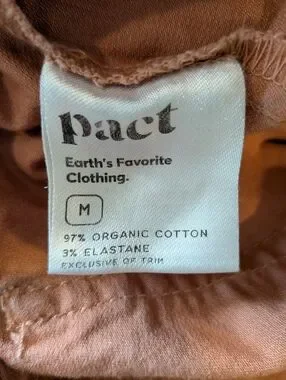 pact
Earth's Favorite
Clothing.
M
97% ORGANIC COTTON
3% ELASTANE
EXCLUSIVE OF TRIM